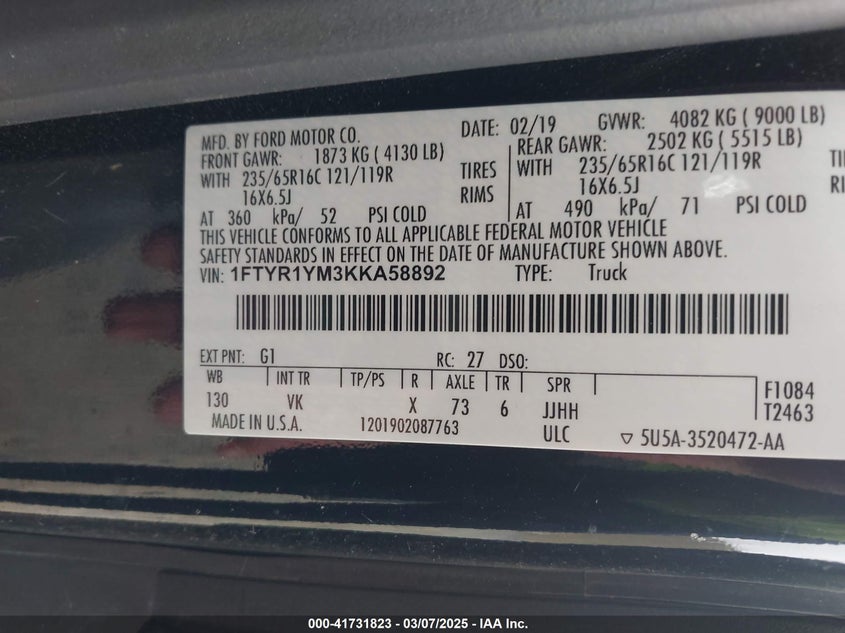 MFD. BY FORD MOTOR CO. DATE: 02/19 GVWR: 4082 KG ( 9000 LB)
FRONT GAWR: 1873 KG ( 4130 LB) REAR GAWR: 2502 KG ( 5515 LB)
WITH 235/65R16C 121/119R TIRES WITH 235/65R16C 121/119R
16X6.5J RIMS 16X6.5J
AT 360 kPa/ 52 PSI COLD AT 490 kPa/ 71 PSI COLD
THIS VEHICLE CONFORMS TO ALL APPLICABLE FEDERAL MOTOR VEHICLE
SAFETY STANDARDS IN EFFECT ON THE DATE OF MANUFACTURE SHOWN ABOVE.
VIN: 1FTYR1YM3KKA58892 TYPE: Truck
EXT PNT: G1 RC: 27 DSO:
WB INT TR TP/PS R AXLE TR SPR F1084
130 VK X 73 6 JJHH T2463
MADE IN U.S.A. 1201902087763 ULC ▽ 5U5A-3520472-AA
000-41731823 - 03/07/2025 - IAA Inc.